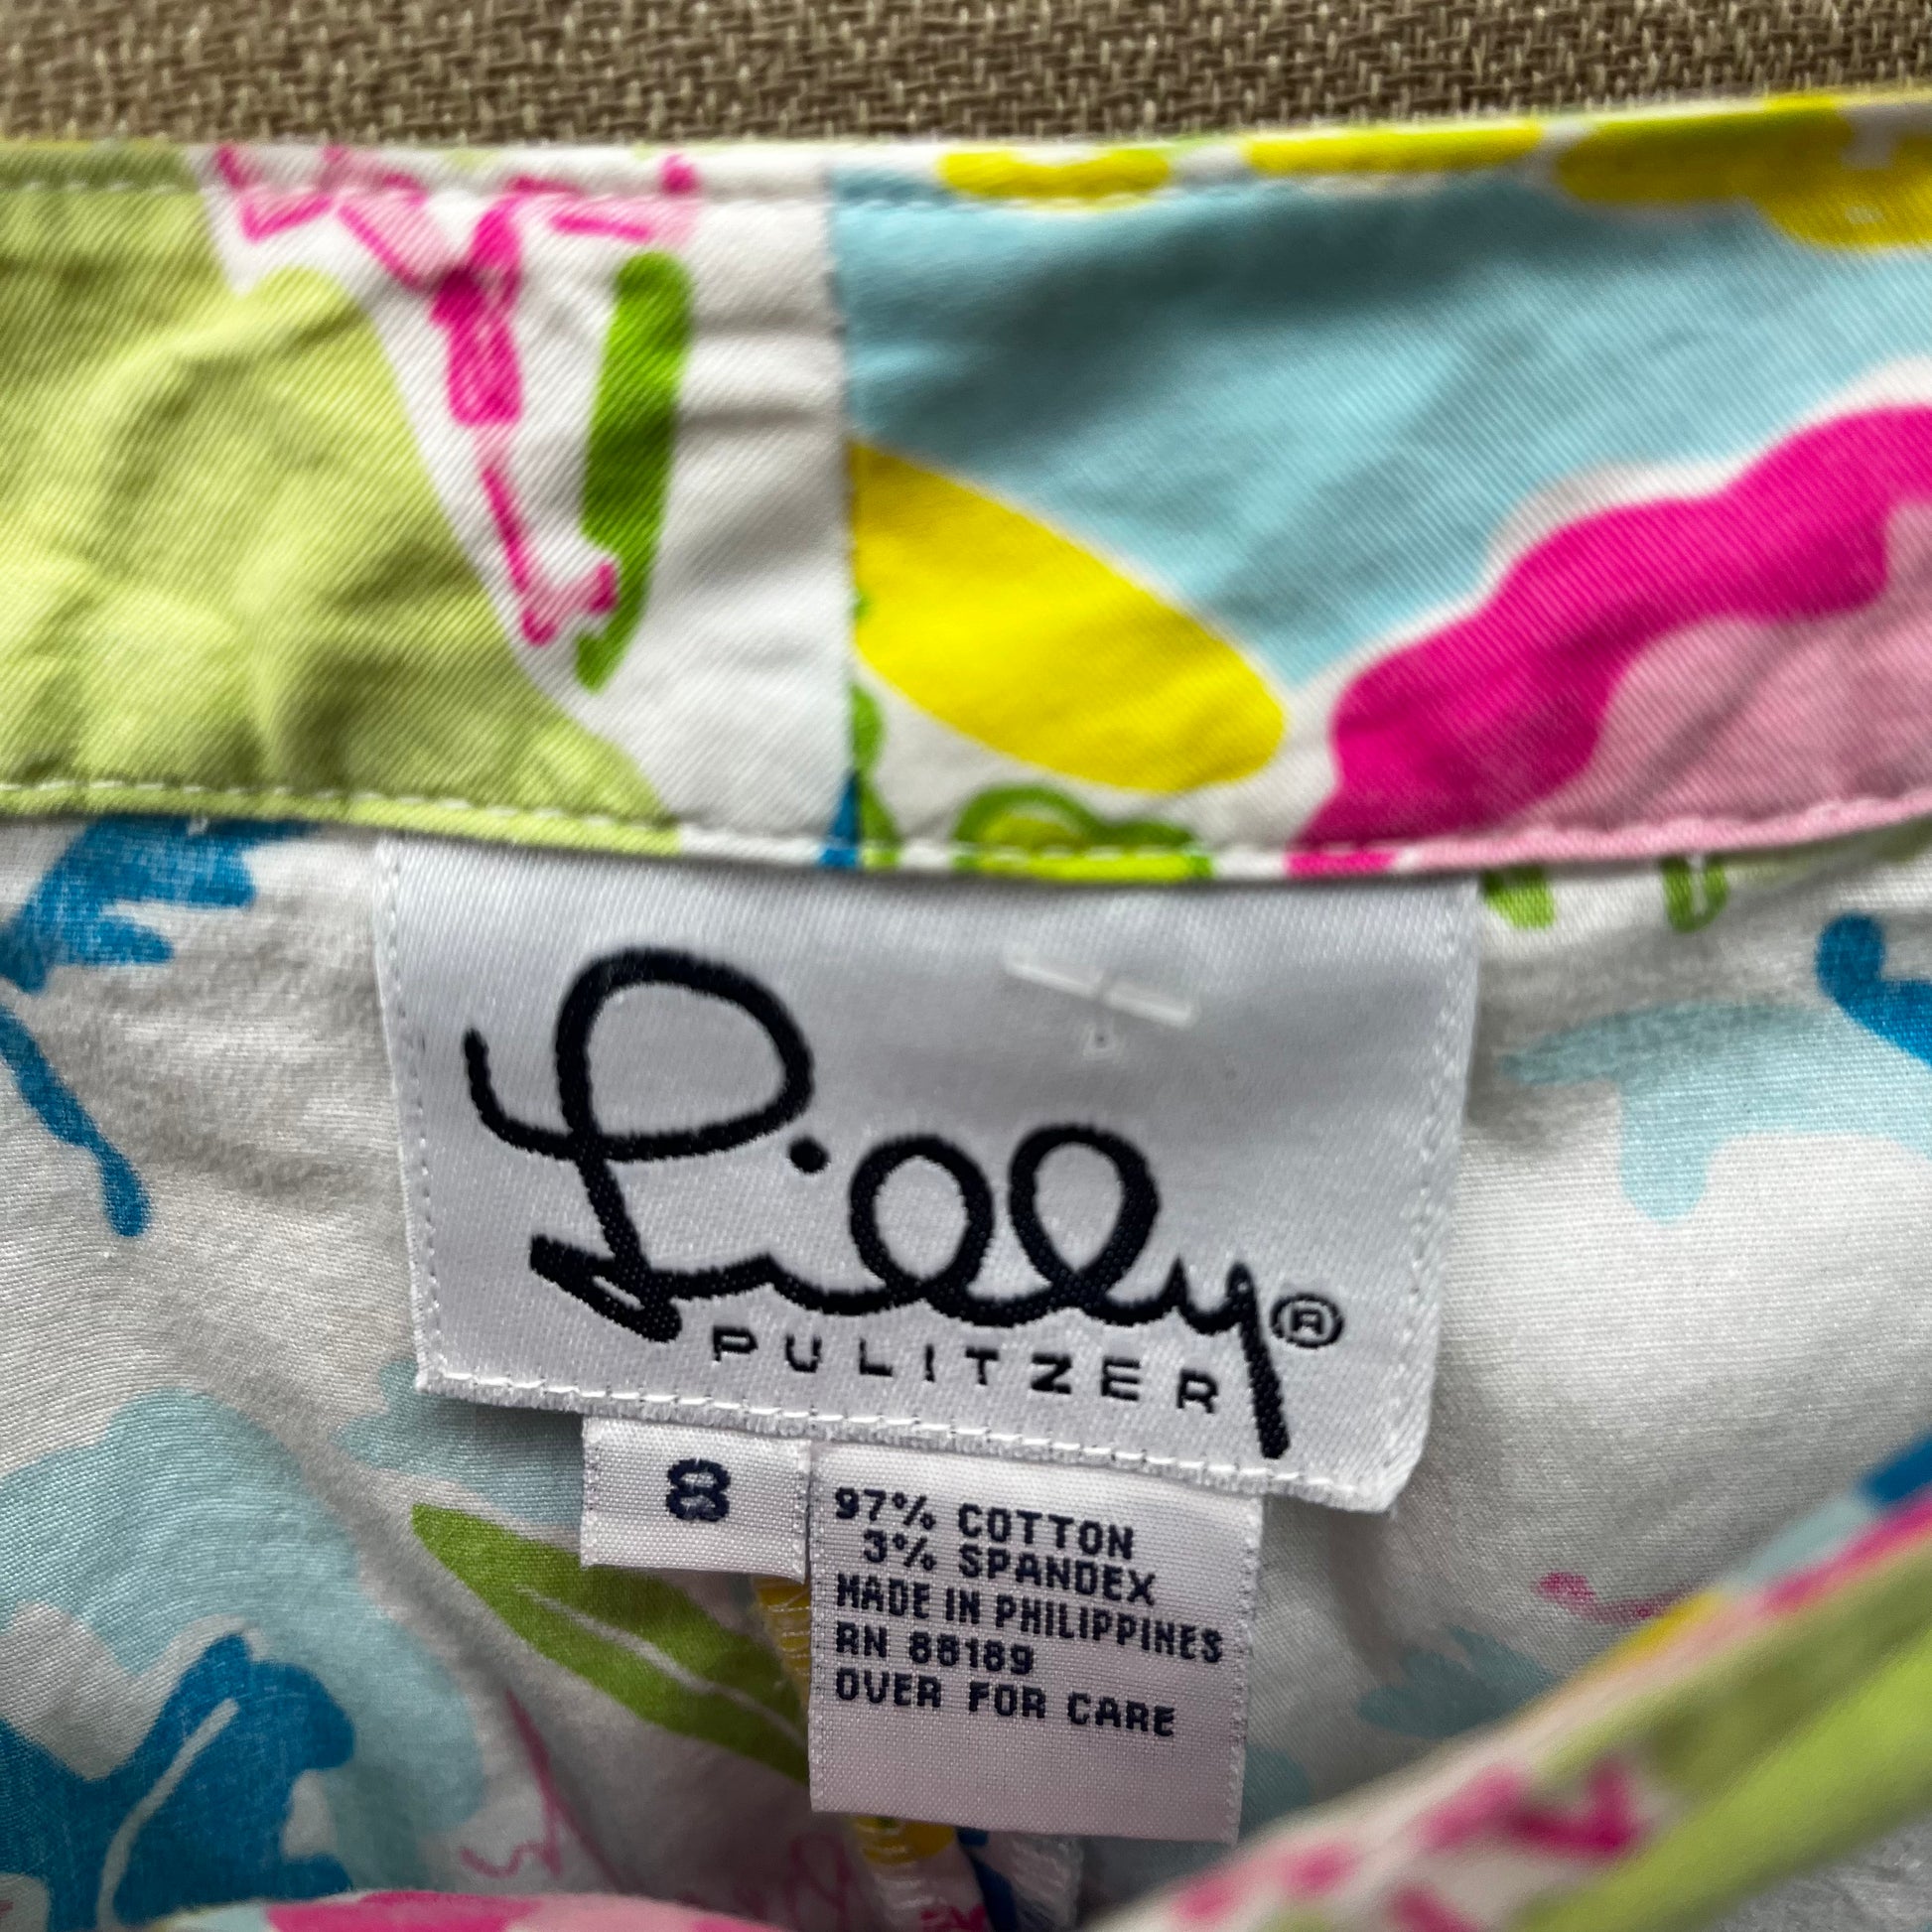 Lilly®
PULITZER
8
97% COTTON
3% SPANDEX
MADE IN PHILIPPINES
RN 88189
OVER FOR CARE